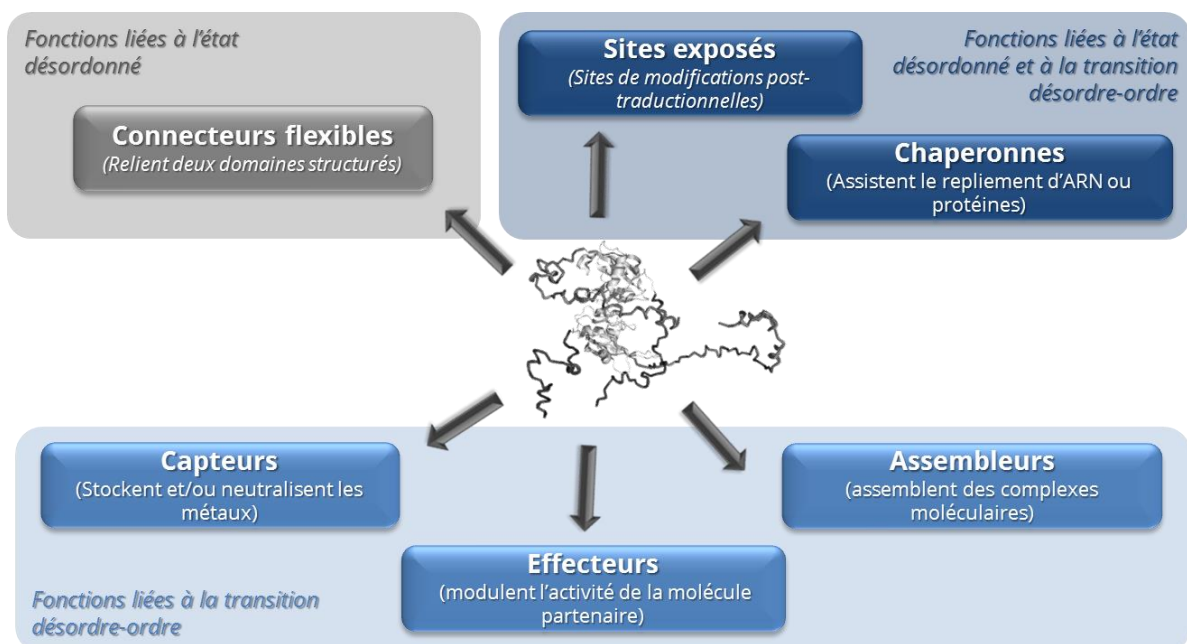 Fonctions liées à l'état
désordonné
Connecteurs flexibles
(Relient deux domaines structurés)
Sites exposés
(Sites de modifications post-
traductionnelles)
Fonctions liées à l'état
désordonné et à la transition
désordre-ordre
Chaperonnes
(Assistent le repliement d'ARN ou
protéines)
Capteurs
(Stockent et/ou neutralisent les
métaux)
Assembleurs
(assemblent des complexes
moléculaires)
Effecteurs
(modulent l'activité de la molécule
partenaire)
Fonctions liées à la transition
désordre-ordre